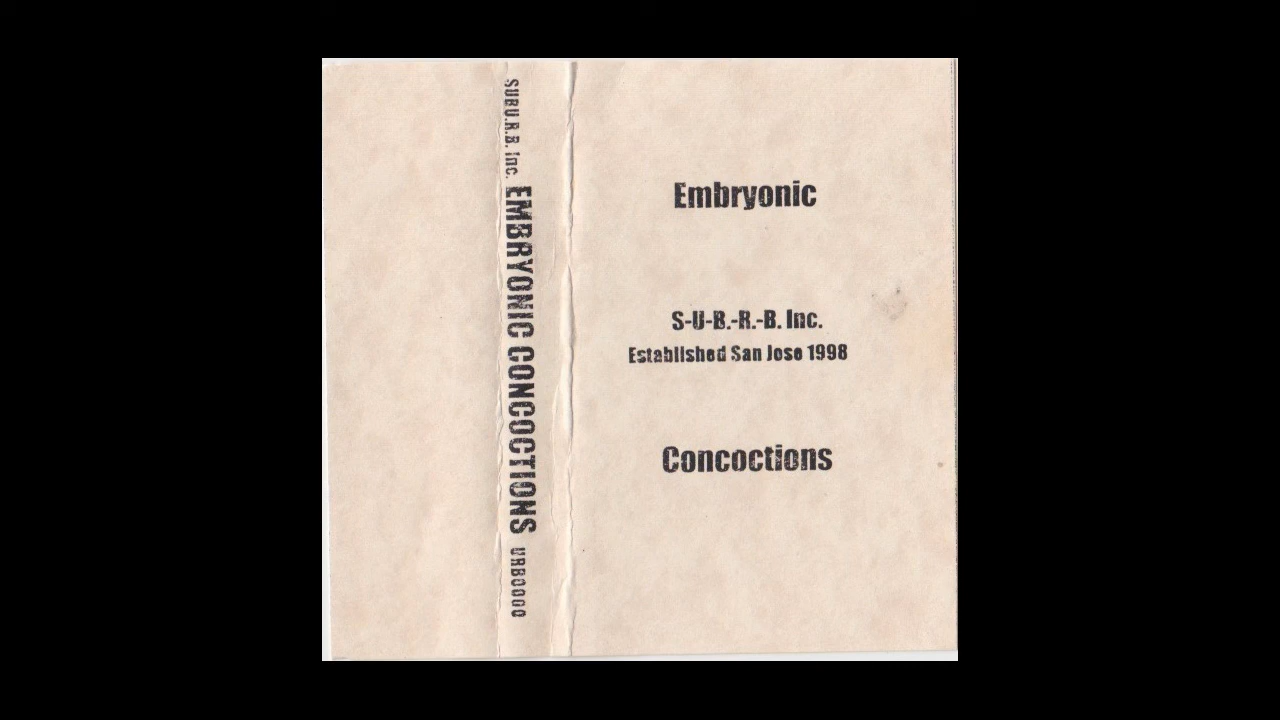 SUBU.R.B. Inc. EMBRYONIC CONCOCTIONS URB0000
Embryonic
S-U-B.-R.-B. Inc.
Established San Jose 1998
Concoctions